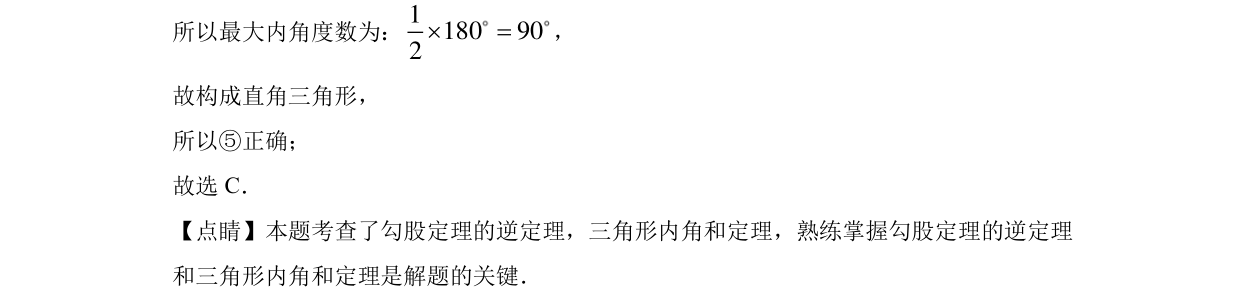 所以最大内角度数为：$\frac{1}{2}×180°=90°$，
故构成直角三角形，
所以⑤正确；
故选 C．
【点睛】本题考查了勾股定理的逆定理，三角形内角和定理，熟练掌握勾股定理的逆定理
和三角形内角和定理是解题的关键．